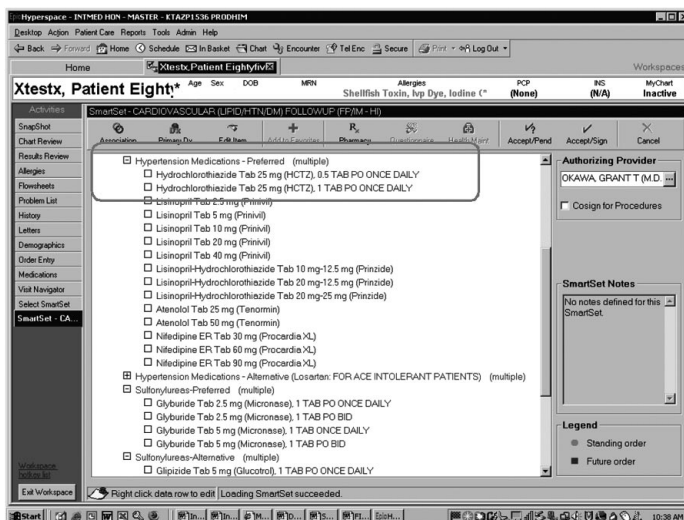 Hyperspace - INTMED HON - MASTER - KTAZP1536 PRODHIM
Desktop Action Patient Care Reports Tools Admin Help
Back Forward Home Schedule In Basket Chart Encounter Tel Enc Secure Print Log Out
Home Xtestx,Patient Eightyfiv Workspaces
Xtestx, Patient Eighty* Age Sex DOB MRN Allergies PCP INS MyChart
Shellfish Toxin, Ivp Dye, Iodine (* (None) (N/A) Inactive
Activities SmartSet - CARDIOVASCULAR (LIPID/HTN/DM) FOLLOWUP (FP/IM - HI)
SnapShot
Chart Review
Results Review
Allergies
Flowsheets
Problem List
History
Letters
Demographics
Order Entry
Medications
Visit Navigator
Select SmartSet
SmartSet - CA...
Exit Workspace
Association Primary Dx Edit Item Add to Favorites Pharmacy Questionnaire Health Maint Accept/Pend Accept/Sign Cancel
Hypertension Medications - Preferred (multiple)
Hydrochlorothiazide Tab 25 mg (HCTZ), 0.5 TAB PO ONCE DAILY
Hydrochlorothiazide Tab 25 mg (HCTZ), 1 TAB PO ONCE DAILY
Lisinopril Tab 2.5 mg (Prinivil)
Lisinopril Tab 5 mg (Prinivil)
Lisinopril Tab 10 mg (Prinivil)
Lisinopril Tab 20 mg (Prinivil)
Lisinopril Tab 40 mg (Prinivil)
Lisinopril-Hydrochlorothiazide Tab 10 mg-12.5 mg (Prinzide)
Lisinopril-Hydrochlorothiazide Tab 20 mg-12.5 mg (Prinzide)
Lisinopril-Hydrochlorothiazide Tab 20 mg-25 mg (Prinzide)
Atenolol Tab 25 mg (Tenormin)
Atenolol Tab 50 mg (Tenormin)
Nifedipine ER Tab 30 mg (Procardia XL)
Nifedipine ER Tab 60 mg (Procardia XL)
Nifedipine ER Tab 90 mg (Procardia XL)
Hypertension Medications - Alternative (Losartan: FOR ACE INTOLERANT PATIENTS) (multiple)
Sulfonylureas-Preferred (multiple)
Glyburide Tab 2.5 mg (Micronase), 1 TAB PO ONCE DAILY
Glyburide Tab 2.5 mg (Micronase), 1 TAB PO BID
Glyburide Tab 5 mg (Micronase), 1 TAB ONCE DAILY
Glyburide Tab 5 mg (Micronase), 1 TAB PO BID
Sulfonylureas-Alternative (multiple)
Glipizide Tab 5 mg (Glucotrol), 1 TAB PO ONCE DAILY
Authorizing Provider
OKAWA, GRANT T (M.D. ...
Cosign for Procedures
SmartSet Notes
No notes defined for this
SmartSet.
Legend
Standing order
Future order
Right click data row to edit Loading SmartSet succeeded.
Start In... In... M... D... S... FI... EpicH... 10:38 AM